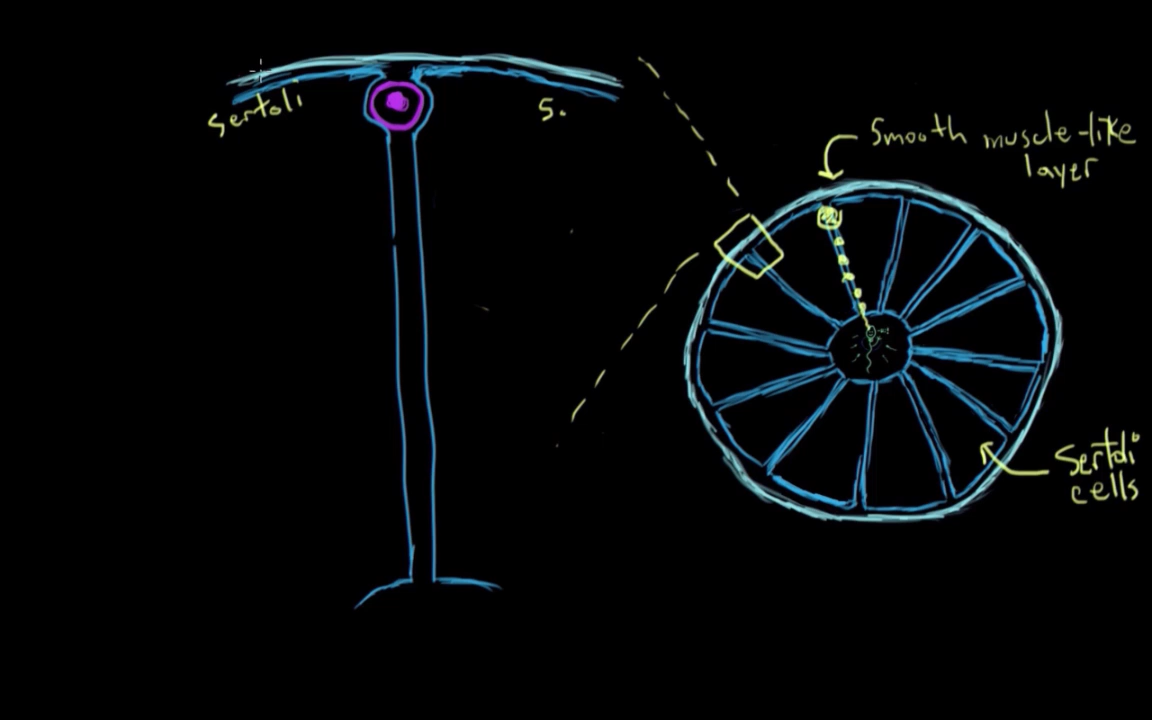 Sertoli
S.
Smooth muscle-like
layer
Sertoli
cells